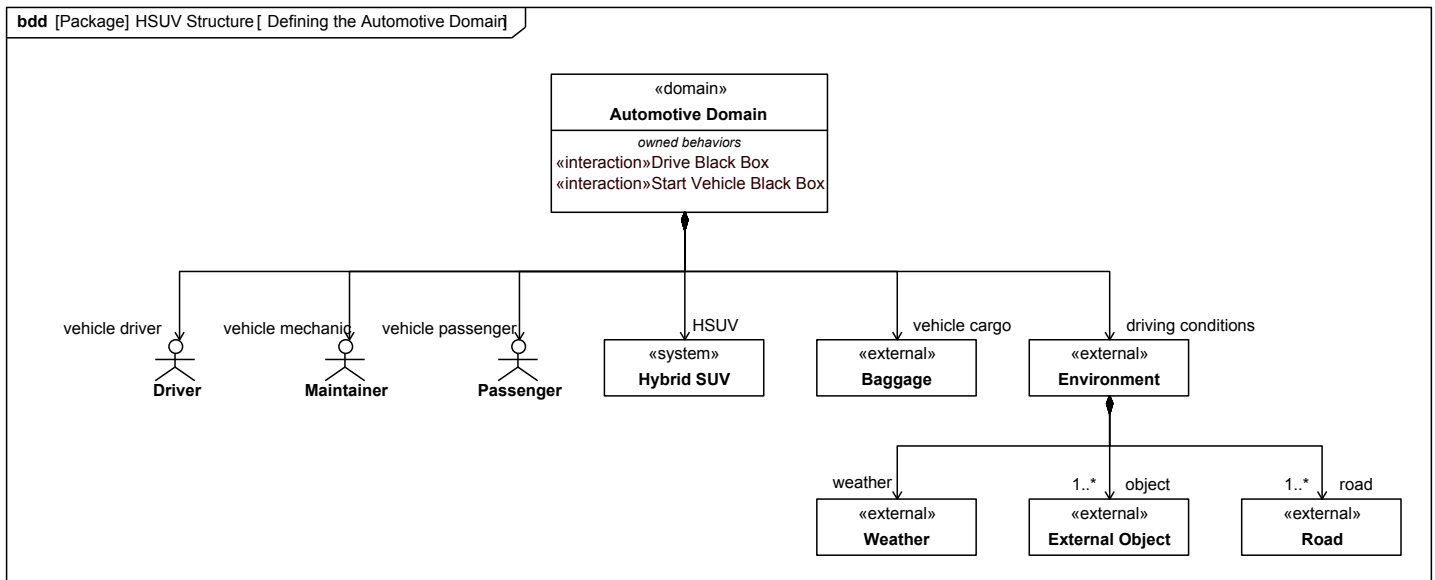 bdd [Package] HSUV Structure [ Defining the Automotive Domain]
«domain»
Automotive Domain
owned behaviors
«interaction»Drive Black Box
«interaction»Start Vehicle Black Box
vehicle driver
vehicle mechanic
vehicle passenger
HSUV
vehicle cargo
driving conditions
Driver
Maintainer
Passenger
«system»
Hybrid SUV
«external»
Baggage
«external»
Environment
weather
1..* object
1..* road
«external»
Weather
«external»
External Object
«external»
Road